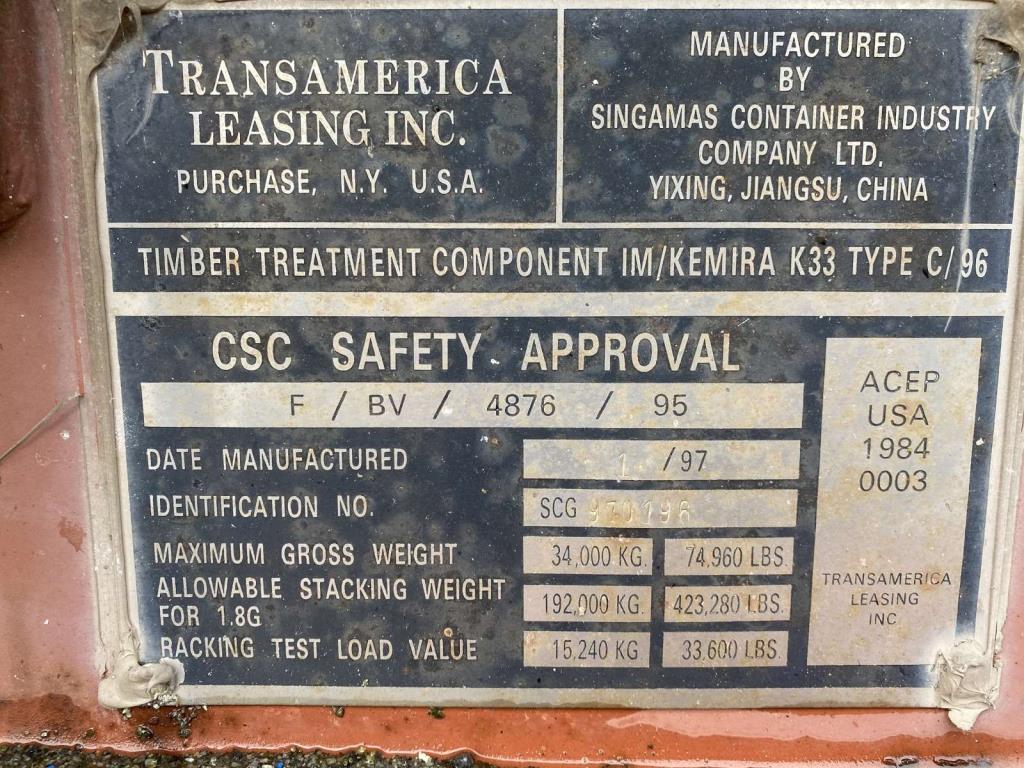 TRANSAMERICA
LEASING INC.
PURCHASE, N.Y. U.S.A.
MANUFACTURED
BY
SINGAMAS CONTAINER INDUSTRY
COMPANY LTD.
YIXING, JIANGSU, CHINA
TIMBER TREATMENT COMPONENT IM/KEMIRA K33 TYPE C/96
CSC SAFETY APPROVAL
F / BV / 4876 / 95
DATE MANUFACTURED 1 /97
IDENTIFICATION NO. SCG 970196
MAXIMUM GROSS WEIGHT 34,000 KG. 74,960 LBS.
ALLOWABLE STACKING WEIGHT
FOR 1.8G 192,000 KG. 423,280 LBS.
RACKING TEST LOAD VALUE 15,240 KG 33,600 LBS.
ACEP
USA
1984
0003
TRANSAMERICA
LEASING
INC